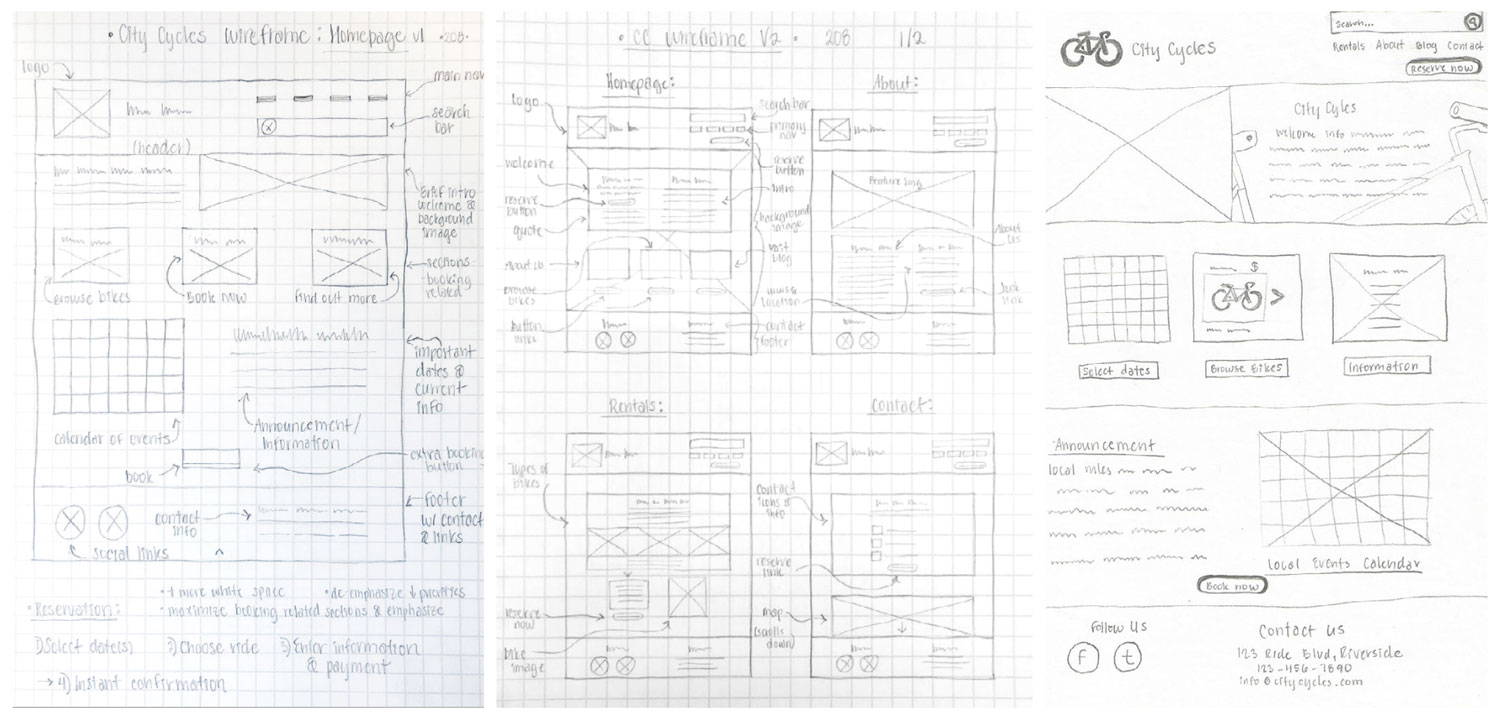 • City Cycles Wireframe: Homepage v1 • 208 •
logo
main nav
search bar
(header)
Brief intro
welcome &
background
image
sections
- booking
related
Browse bikes
Book now
find out more
important
dates &
current
info
calendar of events
Announcement/
Information
book
extra booking
button
footer
w/ contact
& links
contact
info
social links
• + more white space
• de-emphasize ↓ priorities
• Reservation:
• maximize booking related sections & emphasize
1) Select date(s)
2) Choose ride
3) Enter information
& payment
→ 4) instant confirmation
• CC Wireframe V2 •
208
1/2
Homepage:
About:
logo
search bar
primary
nav
reserve
button
welcome
intro
reserve
button
quote
background
image
visit
blog
About
Us
About us
browse
bikes
location
button
links
contact
footer
Rentals:
Contact:
Types of
bikes
contact
icons & info
reserve
link
reserve
now
map
(scrolls
down)
bike
image
Search...
City Cycles
Rentals About Blog Contact
Reserve now
City Cyles
Welcome info
$
Select dates
Browse Bikes
Information
Announcement
local miles
Local Events Calendar
Book now
Follow Us
f
t
Contact Us
123 Ride Blvd, Riverside
123-456-7890
info@citycycles.com